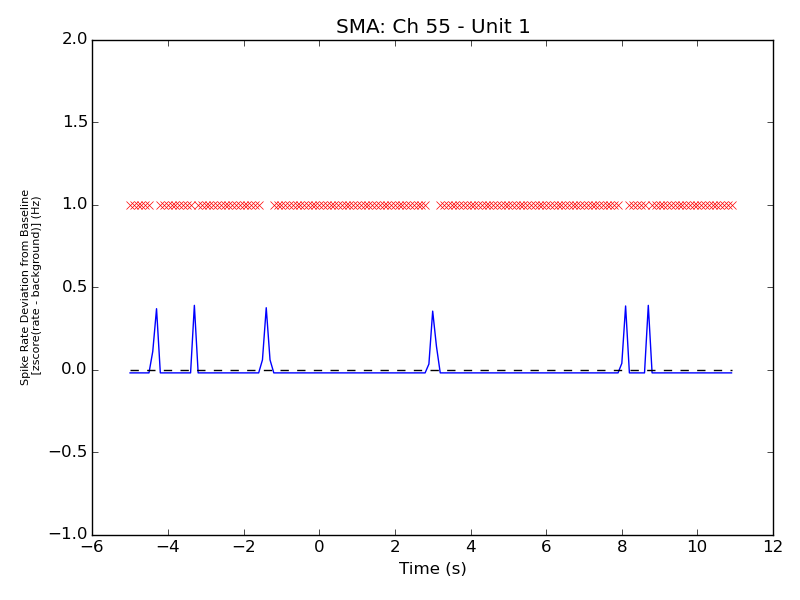 SMA: Ch 55 - Unit 1
2.0
1.5
1.0
0.5
0.0
−0.5
−1.0
Spike Rate Deviation from Baseline
[zscore(rate - background)] (Hz)
−6 −4 −2 0 2 4 6 8 10 12
Time (s)